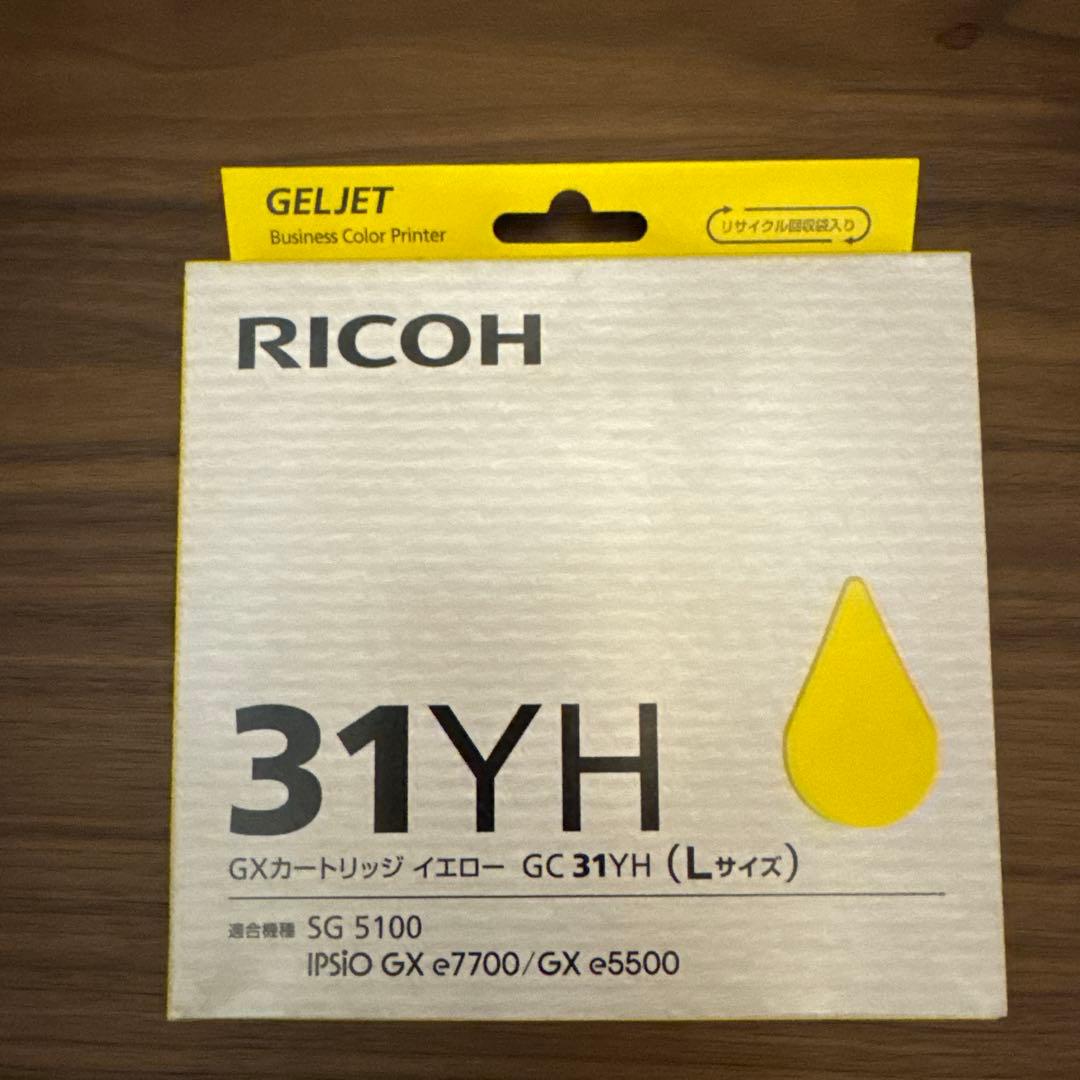 GELJET
Business Color Printer
リサイクル回収袋入り
RICOH
31YH
GXカートリッジ イエロー GC 31YH (Lサイズ)
適合機種 SG 5100
IPSiO GX e7700/GX e5500